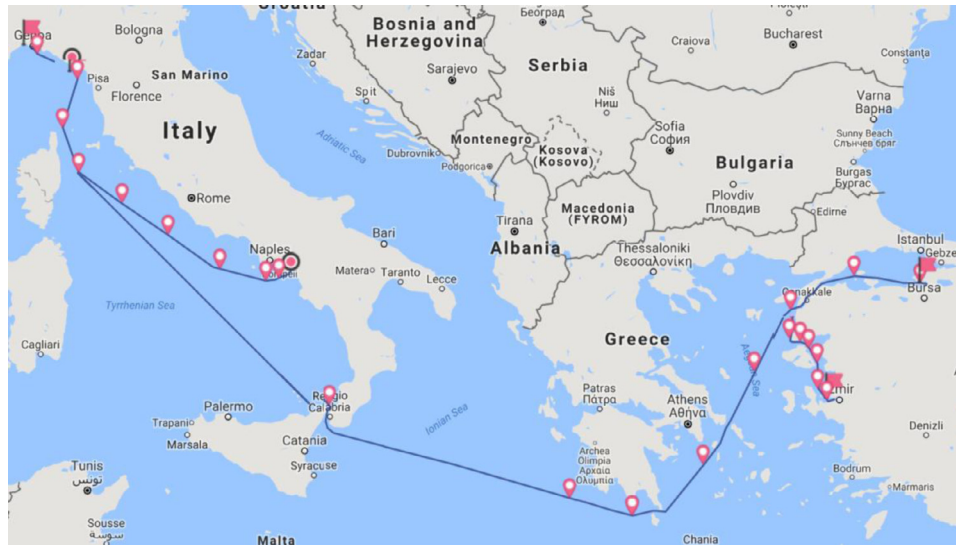 Croatia
Београд
Genoa
Bologna
Bosnia and
Herzegovina
Craiova
Bucharest
Zadar
Serbia
Constanța
Pisa
San Marino
Florence
Sarajevo
Split
Niš
Ниш
Varna
Варна
Italy
Adriatic Sea
Montenegro
Dubrovnik
Podgorica
Kosova
(Kosovo)
Sofia
София
Sunny Beach
Слънчев бряг
Bulgaria
Burgas
Бургас
Rome
Plovdiv
Пловдив
Macedonia
(FYROM)
Tirana
Edirne
Bari
Naples
Pompeii
Albania
Thessaloniki
Θεσσαλονίκη
Istanbul
Gebze
Matera
Taranto
Lecce
Bursa
Çanakkale
Tyrrhenian Sea
Greece
Aegean Sea
Cagliari
Izmir
Patras
Πάτρα
Reggio
Calabria
Palermo
Ionian Sea
Athens
Αθήνα
Trapani
Marsala
Catania
Denizli
Archea
Olimpia
Αρχαία
Ολυμπία
Syracuse
Tunis
تونس
Bodrum
Marmaris
Sousse
سوسة
Malta
Chania